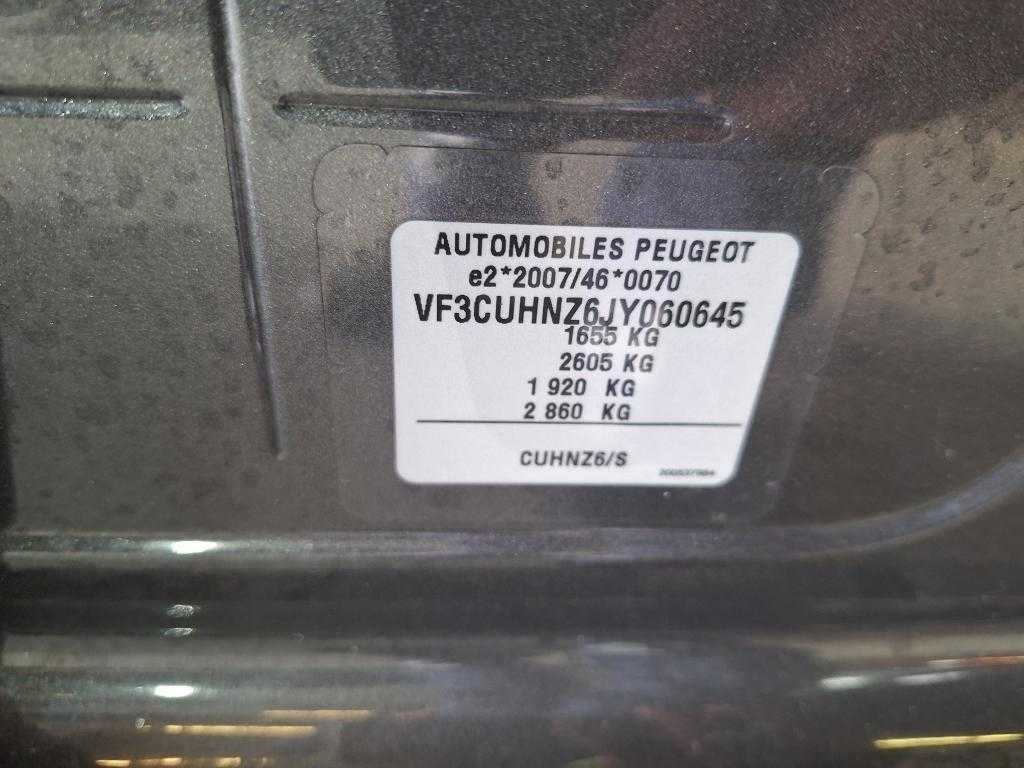 AUTOMOBILES PEUGEOT
e2*2007/46*0070
VF3CUHNZ6JY060645
1655 KG
2605 KG
1 920 KG
2 860 KG
CUHNZ6/S